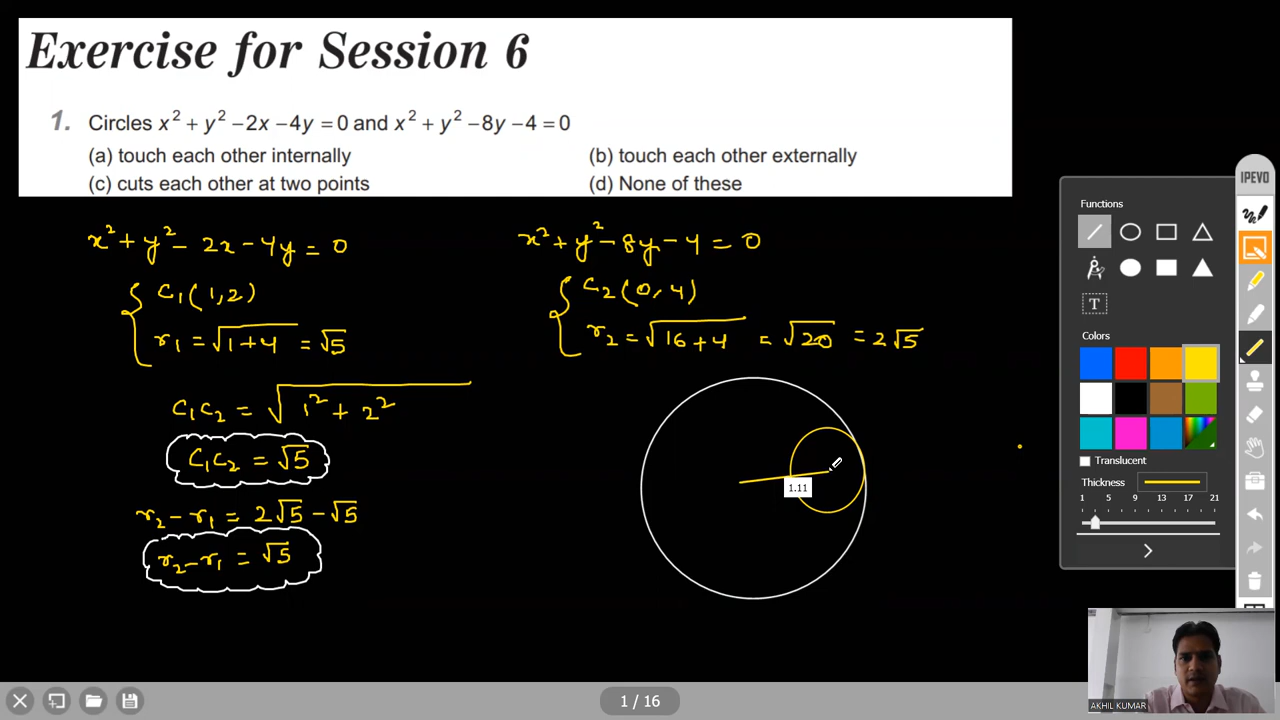 Exercise for Session 6
1. Circles x² + y² − 2x − 4y = 0 and x² + y² − 8y − 4 = 0
(a) touch each other internally (b) touch each other externally
(c) cuts each other at two points (d) None of these
x² + y² − 2x − 4y = 0
C₁(1,2)
r₁ = √(1+4) = √5
C₁C₂ = √(1² + 2²)
C₁C₂ = √5
r₂ − r₁ = 2√5 − √5
r₂ − r₁ = √5
x² + y² − 8y − 4 = 0
C₂(0,4)
r₂ = √(16+4) = √20 = 2√5
1.11
IPEVO
Functions
T
Colors
Translucent
Thickness
1 5 9 13 17 21
1 / 16
AKHIL KUMAR